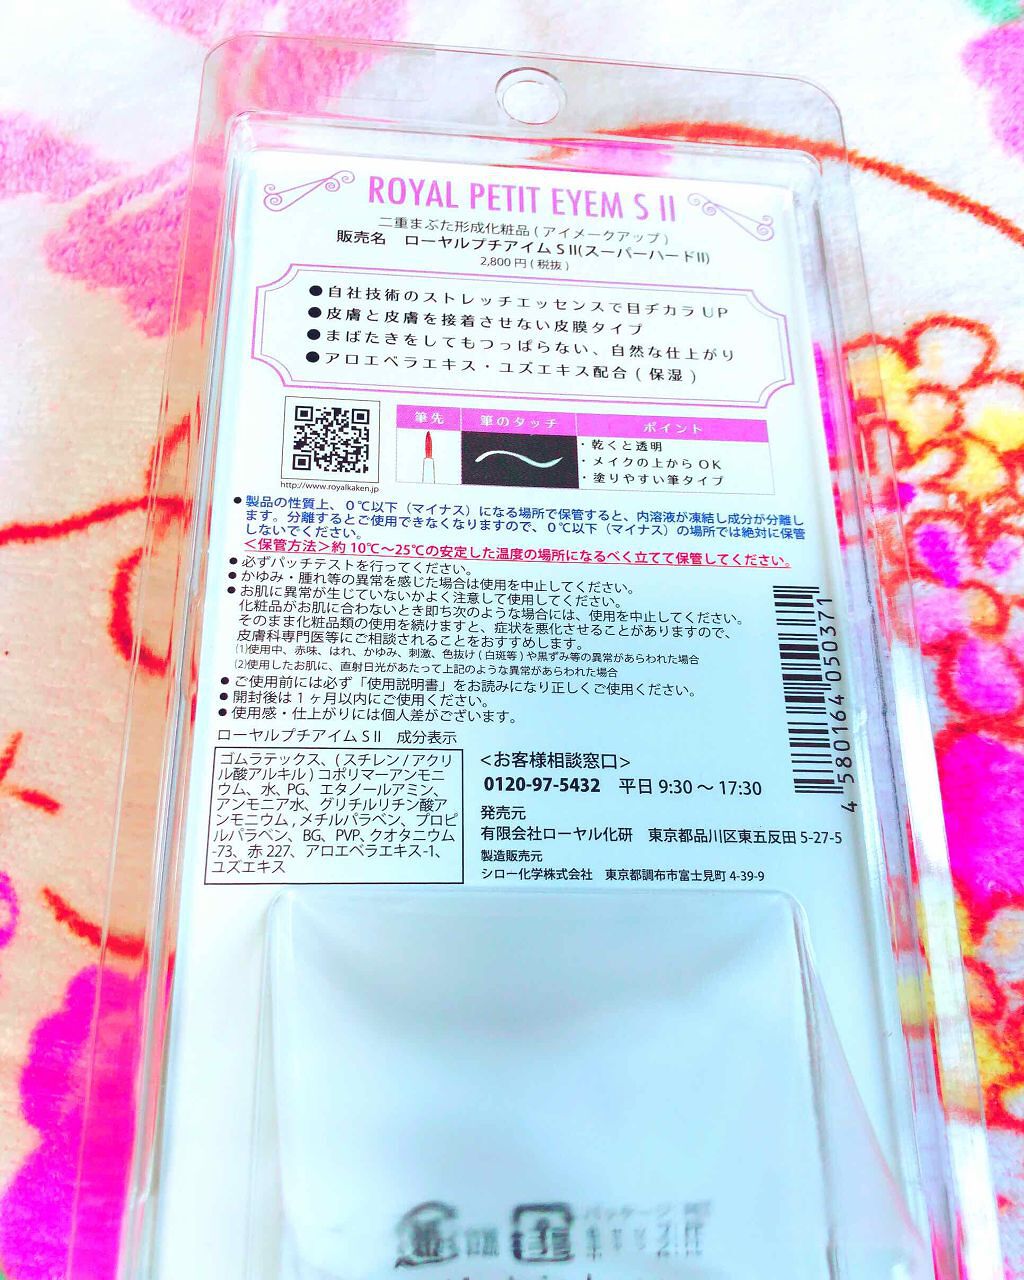 ROYAL PETIT EYEM S II
二重まぶた形成化粧品(アイメークアップ)
販売名 ローヤルプチアイムSII(スーパーハードII)
2,800円(税抜)
●自社技術のストレッチエッセンスで目ヂカラUP
●皮膚と皮膚を接着させない皮膜タイプ
●まばたきをしてもつっぱらない、自然な仕上がり
●アロエベラエキス・ユズエキス配合(保湿)
筆先 筆のタッチ ポイント
・乾くと透明
・メイクの上からOK
・塗りやすい筆タイプ
http://www.royalkaken.jp
●製品の性質上、0℃以下(マイナス)になる場所で保管すると、内溶液が凍結し成分が分離し
ます。分離するとご使用できなくなりますので、0℃以下(マイナス)の場所では絶対に保管
しないでください。
<保管方法>約10℃〜25℃の安定した温度の場所になるべく立てて保管してください。
●必ずパッチテストを行ってください。
●かゆみ・腫れ等の異常を感じた場合は使用を中止してください。
●お肌に異常が生じていないかよく注意して使用してください。
化粧品がお肌に合わないとき即ち次のような場合には、使用を中止してください。
そのまま化粧品類の使用を続けますと、症状を悪化させることがありますので、
皮膚科専門医等にご相談されることをおすすめします。
(1)使用中、赤味、はれ、かゆみ、刺激、色抜け(白斑等)や黒ずみ等の異常があらわれた場合
(2)使用したお肌に、直射日光があたって上記のような異常があらわれた場合
●ご使用前には必ず「使用説明書」をお読みになり正しくご使用ください。
●開封後は1ヶ月以内にご使用ください。
●使用感・仕上がりには個人差がございます。
ローヤルプチアイムSII 成分表示
ゴムラテックス、(スチレン/アクリ
ル酸アルキル)コポリマーアンモニ
ウム、水、PG、エタノールアミン、
アンモニア水、グリチルリチン酸ア
ンモニウム,メチルパラベン、プロピ
ルパラベン、BG、PVP、クオタニウム
-73、赤227、アロエベラエキス-1、
ユズエキス
<お客様相談窓口>
0120-97-5432 平日9:30〜17:30
発売元
有限会社ローヤル化研 東京都品川区東五反田5-27-5
製造販売元
シロー化学株式会社 東京都調布市富士見町4-39-9
4 580164 050371